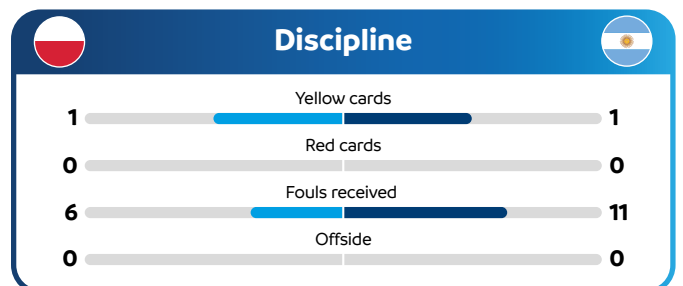 Discipline
Yellow cards
1 1
Red cards
0 0
Fouls received
6 11
Offside
0 0